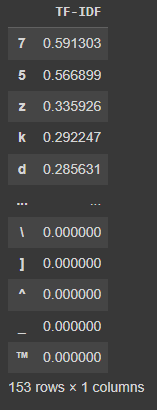 TF-IDF
7 0.591303
5 0.566899
z 0.335926
k 0.292247
d 0.285631
... ...
\ 0.000000
] 0.000000
^ 0.000000
_ 0.000000
™ 0.000000
153 rows × 1 columns